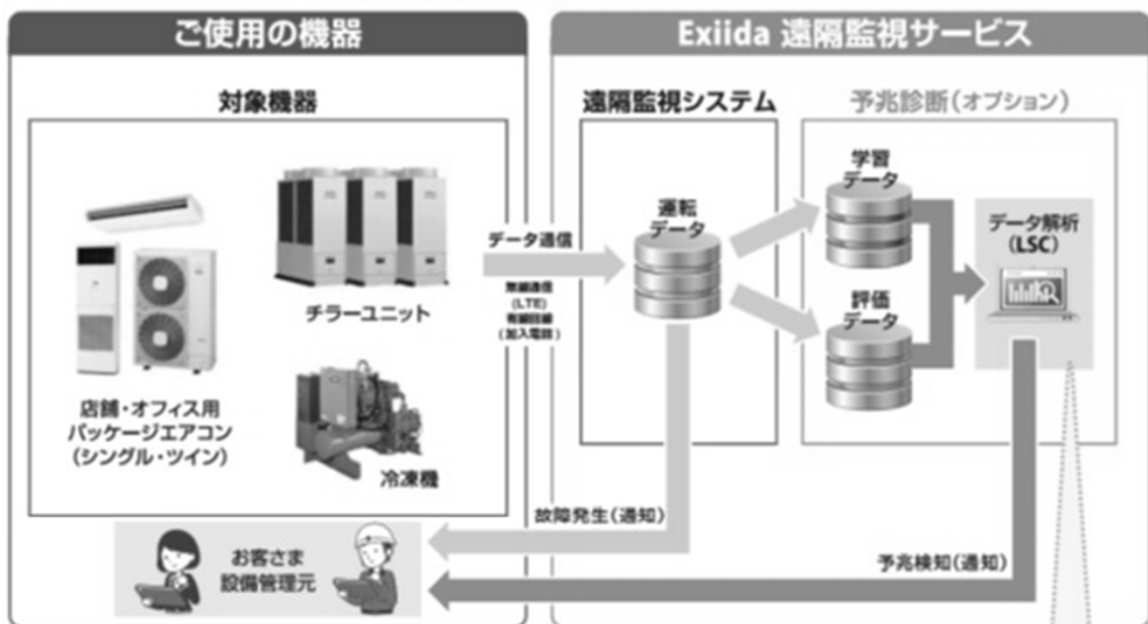 ご使用の機器
Exiida 遠隔監視サービス
対象機器
遠隔監視システム
予兆診断(オプション)
店舗・オフィス用
パッケージエアコン
(シングル・ツイン)
チラーユニット
冷凍機
データ通信
無線通信
(LTE)
有線回線
(加入電話)
運転
データ
学習
データ
評価
データ
データ解析
(LSC)
故障発生(通知)
予兆検知(通知)
お客さま
設備管理元